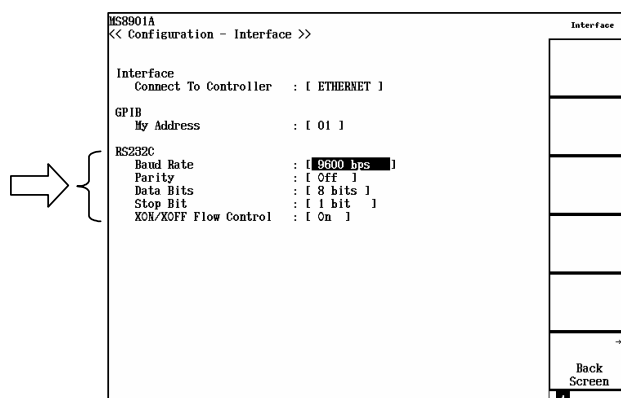 MS8901A
<< Configuration - Interface >>
Interface
Interface
Connect To Controller : [ ETHERNET ]
GPIB
My Address : [ 01 ]
RS232C
Baud Rate : [ 9600 bps ]
Parity : [ Off ]
Data Bits : [ 8 bits ]
Stop Bit : [ 1 bit ]
XON/XOFF Flow Control : [ On ]
→
Back
Screen